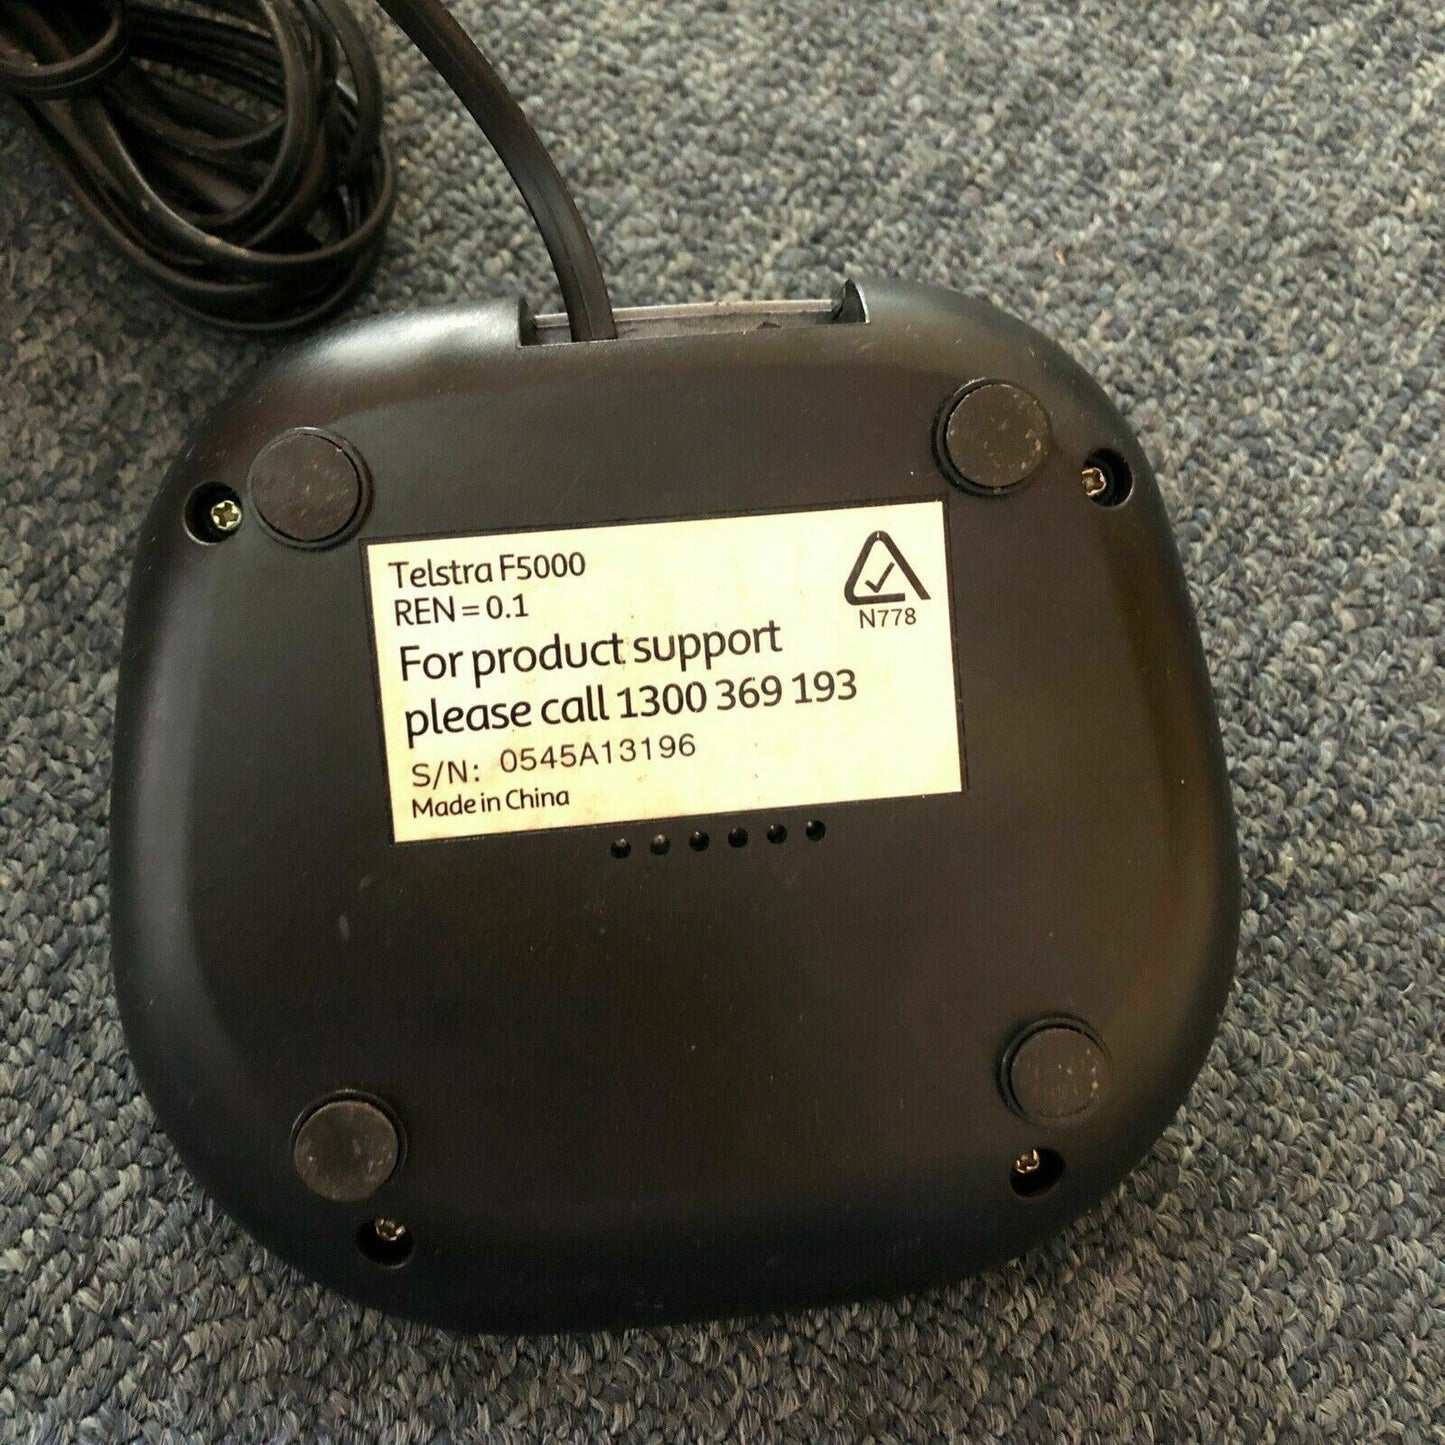 Telstra F5000
REN = 0.1
N778
For product support
please call 1300 369 193
S/N: 0545A13196
Made in China